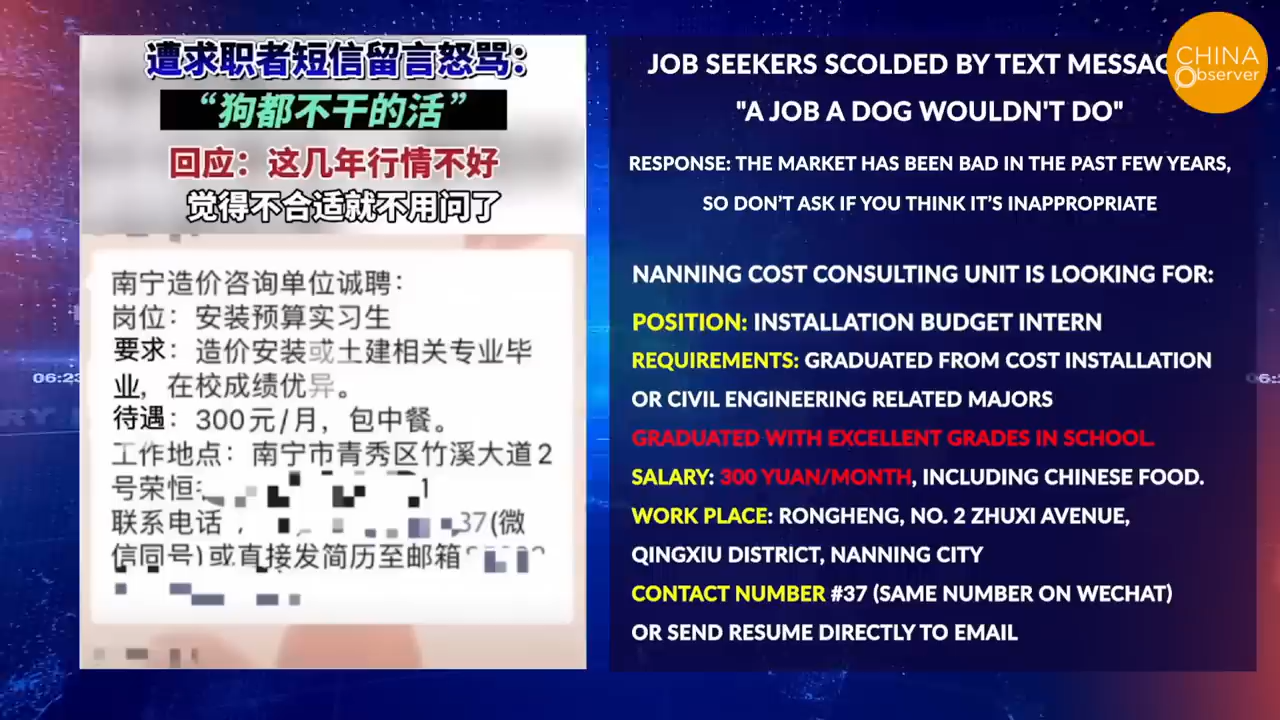 遭求职者短信留言怒骂：
“狗都不干的活”
回应：这几年行情不好
觉得不合适就不用问了
南宁造价咨询单位诚聘：
岗位：安装预算实习生
要求：造价安装或土建相关专业毕
业，在校成绩优异。
待遇：300元/月，包中餐。
工作地点：南宁市青秀区竹溪大道2
号荣恒
联系电话
37(微
信同号)或直接发简历至邮箱
JOB SEEKERS SCOLDED BY TEXT MESSAG
"A JOB A DOG WOULDN'T DO"
RESPONSE: THE MARKET HAS BEEN BAD IN THE PAST FEW YEARS,
SO DON'T ASK IF YOU THINK IT'S INAPPROPRIATE
NANNING COST CONSULTING UNIT IS LOOKING FOR:
POSITION: INSTALLATION BUDGET INTERN
REQUIREMENTS: GRADUATED FROM COST INSTALLATION
OR CIVIL ENGINEERING RELATED MAJORS
GRADUATED WITH EXCELLENT GRADES IN SCHOOL.
SALARY: 300 YUAN/MONTH, INCLUDING CHINESE FOOD.
WORK PLACE: RONGHENG, NO. 2 ZHUXI AVENUE,
QINGXIU DISTRICT, NANNING CITY
CONTACT NUMBER #37 (SAME NUMBER ON WECHAT)
OR SEND RESUME DIRECTLY TO EMAIL
CHINA
Observer
06:23
06: